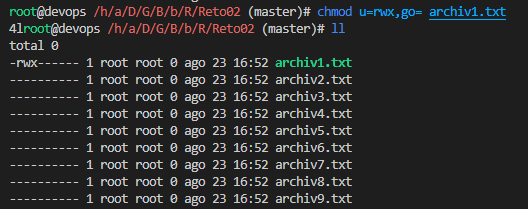 root@devops /h/a/D/G/B/b/R/Reto02 (master)# chmod u=rwx,go= archiv1.txt
4lroot@devops /h/a/D/G/B/b/R/Reto02 (master)# ll
total 0
-rwx------ 1 root root 0 ago 23 16:52 archiv1.txt
---------- 1 root root 0 ago 23 16:52 archiv2.txt
---------- 1 root root 0 ago 23 16:52 archiv3.txt
---------- 1 root root 0 ago 23 16:52 archiv4.txt
---------- 1 root root 0 ago 23 16:52 archiv5.txt
---------- 1 root root 0 ago 23 16:52 archiv6.txt
---------- 1 root root 0 ago 23 16:52 archiv7.txt
---------- 1 root root 0 ago 23 16:52 archiv8.txt
---------- 1 root root 0 ago 23 16:52 archiv9.txt